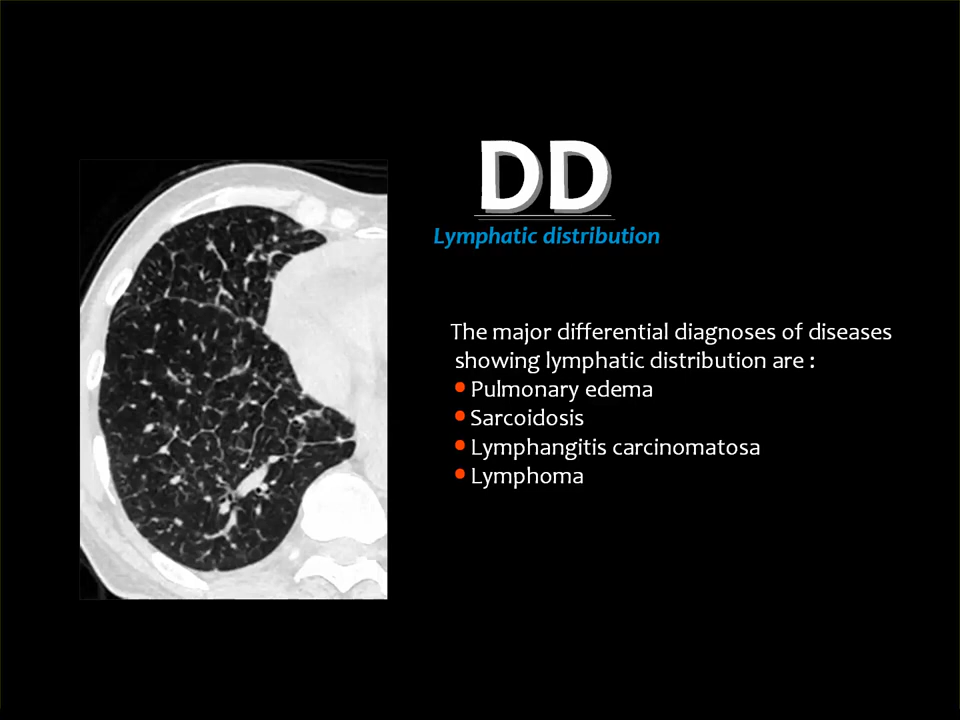 DD
Lymphatic distribution
The major differential diagnoses of diseases
showing lymphatic distribution are :
• Pulmonary edema
• Sarcoidosis
• Lymphangitis carcinomatosa
• Lymphoma